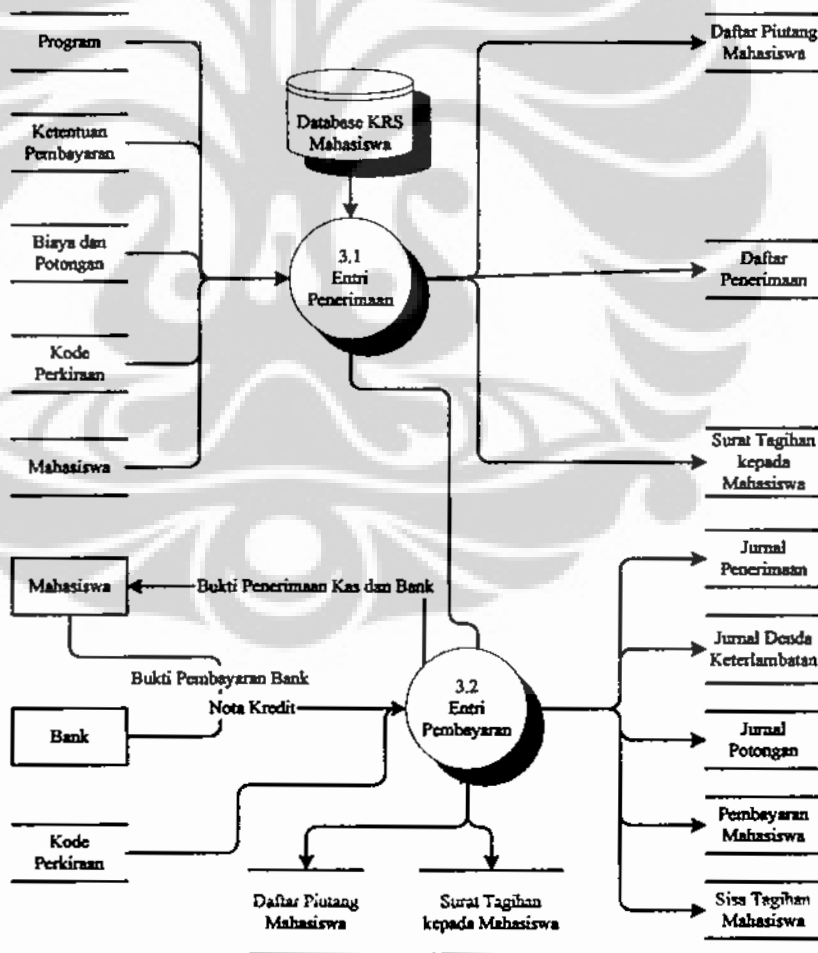 Program
Ketentuan
Pembayaran
Biaya dan
Potongan
Kode
Perkiraan
Mahasiswa
Database KRS
Mahasiswa
3.1
Entri
Penerimaan
Daftar Piutang
Mahasiswa
Daftar
Penerimaan
Surat Tagihan
kepada
Mahasiswa
Mahasiswa
Bukti Penerimaan Kas dan Bank
Bukti Pembayaran Bank
Nota Kredit
Bank
Kode
Perkiraan
3.2
Entri
Pembayaran
Jurnal
Penerimaan
Jurnal Denda
Keterlambatan
Jurnal
Potongan
Pembayaran
Mahasiswa
Sisa Tagihan
Mahasiswa
Daftar Piutang
Mahasiswa
Surat Tagihan
kepada Mahasiswa